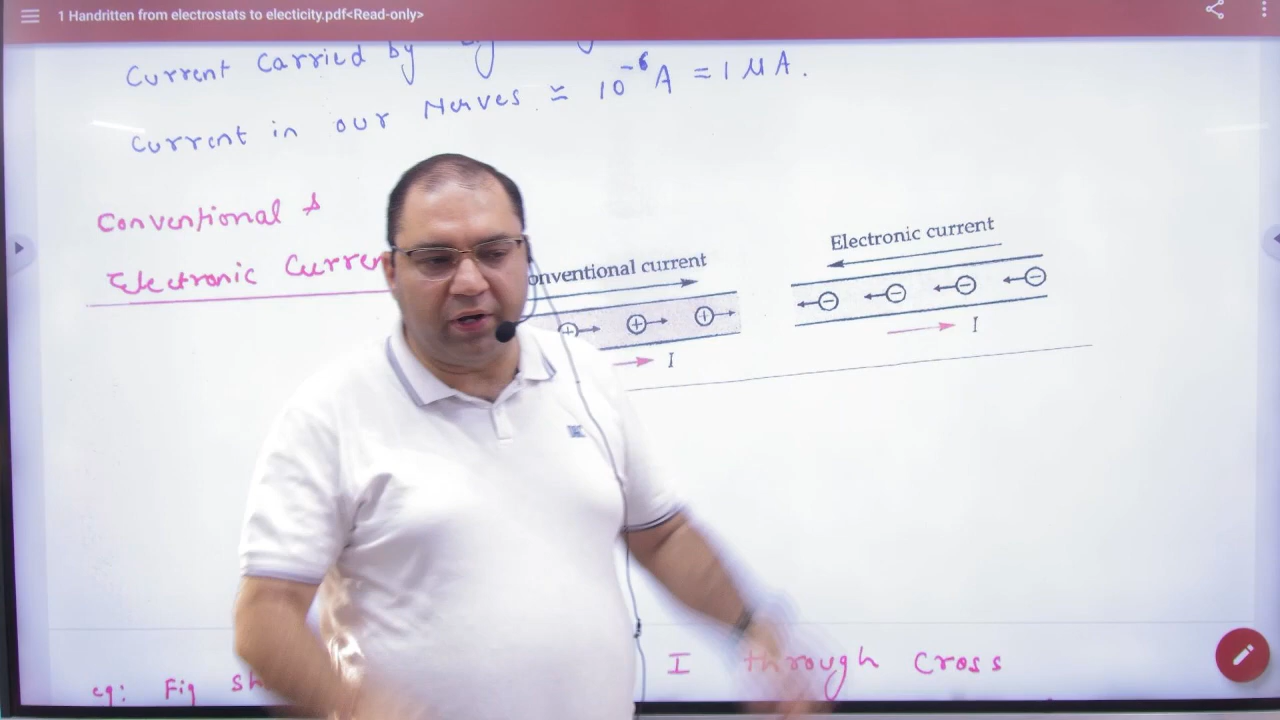 1 Handritten from electrostats to electicity.pdf<Read-only>
Current Carried by
Current in our Nerves ≃ 10⁻⁶ A = 1 μA.
Conventional &
Electronic Curren
onventional current
I
Electronic current
I
eg: Fig Sh
I through Cross